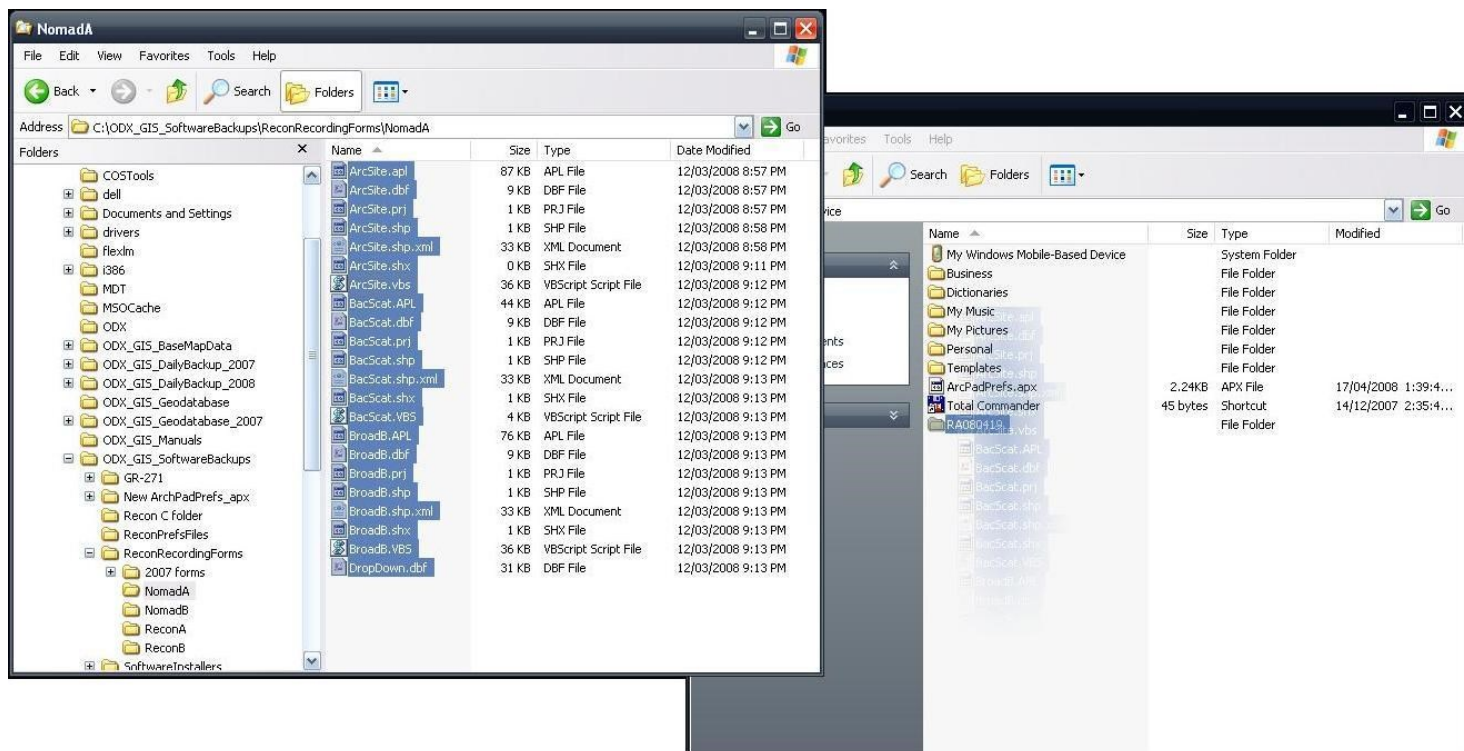 NomadA
File Edit View Favorites Tools Help
Back Search Folders
Address C:\ODX_GIS_SoftwareBackups\ReconRecordingForms\NomadA Go
Folders
COSTools
dell
Documents and Settings
drivers
flexlm
i386
MDT
MSOCache
ODX
ODX_GIS_BaseMapData
ODX_GIS_DailyBackup_2007
ODX_GIS_DailyBackup_2008
ODX_GIS_Geodatabase
ODX_GIS_Geodatabase_2007
ODX_GIS_Manuals
ODX_GIS_SoftwareBackups
GR-271
New ArchPadPrefs_apx
Recon C folder
ReconPrefsFiles
ReconRecordingForms
2007 forms
NomadA
NomadB
ReconA
ReconB
SoftwareInstallers
Name Size Type Date Modified
ArcSite.apl 87 KB APL File 12/03/2008 8:57 PM
ArcSite.dbf 9 KB DBF File 12/03/2008 8:57 PM
ArcSite.prj 1 KB PRJ File 12/03/2008 8:57 PM
ArcSite.shp 1 KB SHP File 12/03/2008 8:58 PM
ArcSite.shp.xml 33 KB XML Document 12/03/2008 8:58 PM
ArcSite.shx 0 KB SHX File 12/03/2008 9:11 PM
ArcSite.vbs 36 KB VBScript Script File 12/03/2008 9:12 PM
BacScat.APL 44 KB APL File 12/03/2008 9:12 PM
BacScat.dbf 9 KB DBF File 12/03/2008 9:12 PM
BacScat.prj 1 KB PRJ File 12/03/2008 9:12 PM
BacScat.shp 1 KB SHP File 12/03/2008 9:12 PM
BacScat.shp.xml 33 KB XML Document 12/03/2008 9:13 PM
BacScat.shx 1 KB SHX File 12/03/2008 9:13 PM
BacScat.VBS 4 KB VBScript Script File 12/03/2008 9:13 PM
BroadB.APL 76 KB APL File 12/03/2008 9:13 PM
BroadB.dbf 9 KB DBF File 12/03/2008 9:13 PM
BroadB.prj 1 KB PRJ File 12/03/2008 9:13 PM
BroadB.shp 1 KB SHP File 12/03/2008 9:13 PM
BroadB.shp.xml 33 KB XML Document 12/03/2008 9:13 PM
BroadB.shx 1 KB SHX File 12/03/2008 9:13 PM
BroadB.VBS 36 KB VBScript Script File 12/03/2008 9:13 PM
DropDown.dbf 31 KB DBF File 12/03/2008 9:13 PM
avorites Tools Help
Search Folders
vice Go
ents
ces
Name Size Type Modified
My Windows Mobile-Based Device System Folder
Business File Folder
Dictionaries File Folder
My Music File Folder
My Pictures File Folder
Personal File Folder
Templates File Folder
ArcPadPrefs.apx 2.24KB APX File 17/04/2008 1:39:4...
Total Commander 45 bytes Shortcut 14/12/2007 2:35:4...
RA080419 File Folder
BacScat.APL
BacScat.dbf
BacScat.prj
BacScat.shp
BacScat.shx
BacScat.VBS
BroadB.APL